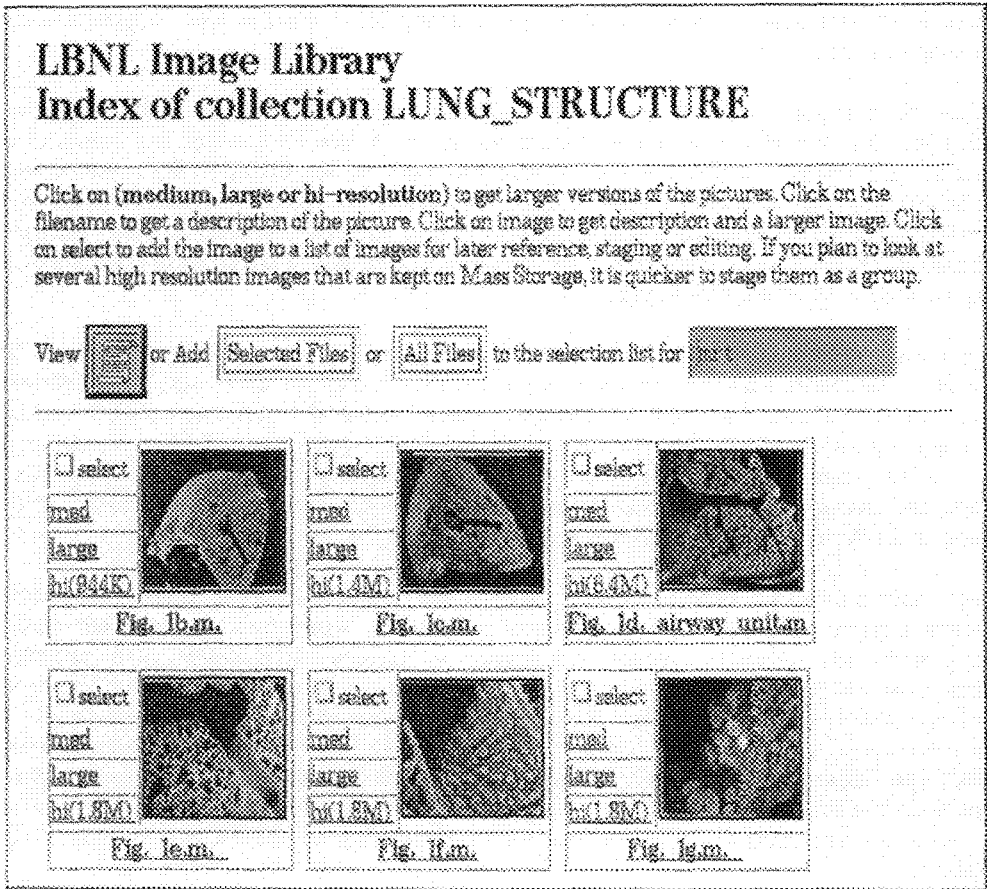 LBNL Image Library
Index of collection LUNG_STRUCTURE
Click on (medium, large or hi-resolution) to get larger versions of the pictures. Click on the
filename to get a description of the picture. Click on image to get description and a larger image. Click
on select to add the image to a list of images for later reference, staging or editing. If you plan to look at
several high resolution images that are kept on Mass Storage, it is quicker to stage them as a group.
View or Add Selected Files or All Files to the selection list for
select
med
large
hi(944K)
Fig. 1b.m.
select
med
large
hi(1.4M)
Fig. 1c.m.
select
med
large
hi(6.4M)
Fig. 1d. airway unit.m
select
med
large
hi(1.8M)
Fig. 1e.m.
select
med
large
hi(1.8M)
Fig. 1f.m.
select
med
large
hi(1.8M)
Fig. 1g.m.